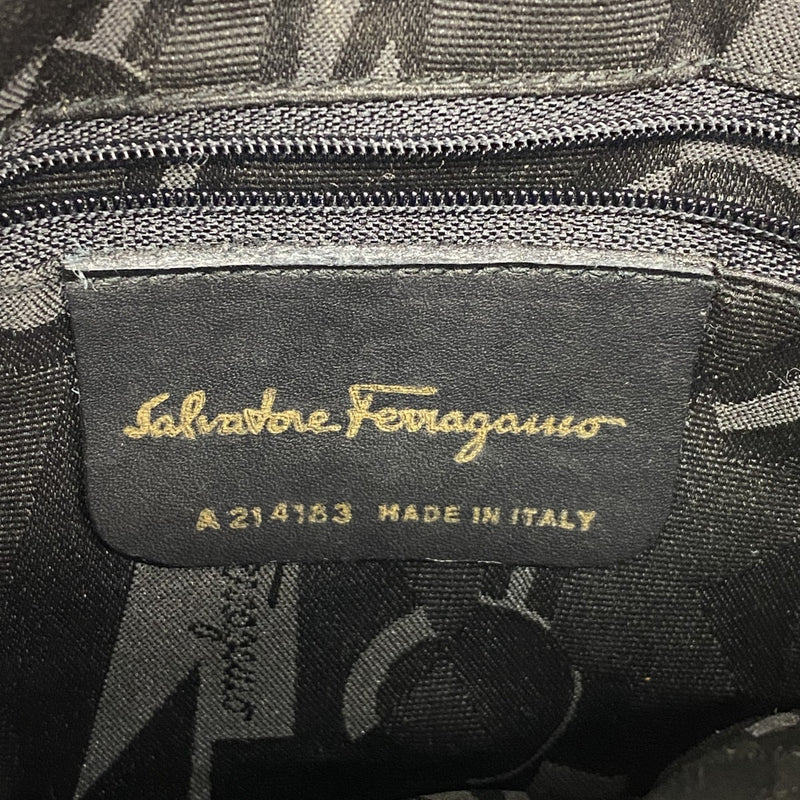 Salvatore Ferragamo
A 21 4183 MADE IN ITALY